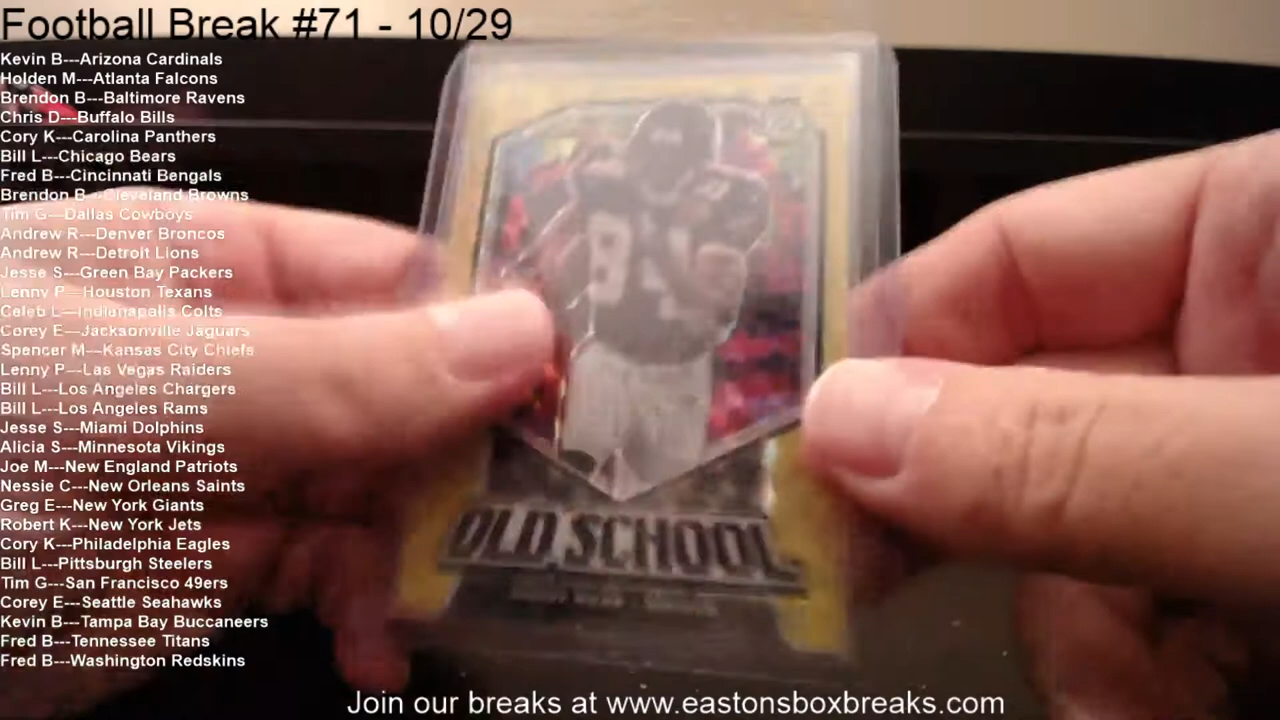 Football Break #71 - 10/29
Kevin B---Arizona Cardinals
Holden M---Atlanta Falcons
Brendon B---Baltimore Ravens
Chris D---Buffalo Bills
Cory K---Carolina Panthers
Bill L---Chicago Bears
Fred B---Cincinnati Bengals
Brendon B---Cleveland Browns
Tim G---Dallas Cowboys
Andrew R---Denver Broncos
Andrew R---Detroit Lions
Jesse S---Green Bay Packers
Lenny P---Houston Texans
Caleb L---Indianapalis Colts
Corey E---Jacksonville Jaguars
Spencer M---Kansas City Chiefs
Lenny P---Las Vegas Raiders
Bill L---Los Angeles Chargers
Bill L---Los Angeles Rams
Jesse S---Miami Dolphins
Alicia S---Minnesota Vikings
Joe M---New England Patriots
Nessie C---New Orleans Saints
Greg E---New York Giants
Robert K---New York Jets
Cory K---Philadelphia Eagles
Bill L---Pittsburgh Steelers
Tim G---San Francisco 49ers
Corey E---Seattle Seahawks
Kevin B---Tampa Bay Buccaneers
Fred B---Tennessee Titans
Fred B---Washington Redskins
OLD SCHOOL
Join our breaks at www.eastonsboxbreaks.com